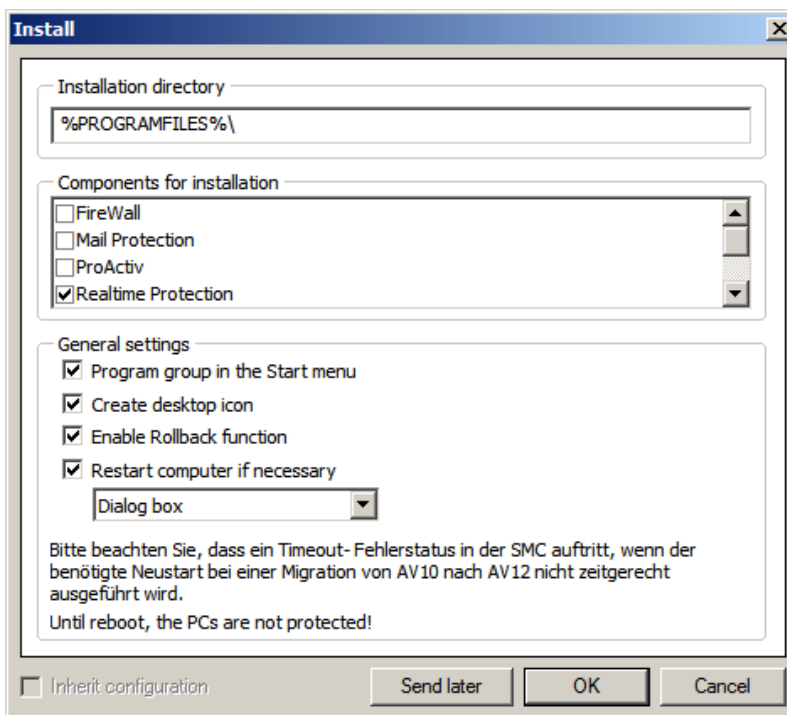 Install
Installation directory
%PROGRAMFILES%\
Components for installation
FireWall
Mail Protection
ProActiv
Realtime Protection
General settings
Program group in the Start menu
Create desktop icon
Enable Rollback function
Restart computer if necessary
Dialog box
Bitte beachten Sie, dass ein Timeout- Fehlerstatus in der SMC auftritt, wenn der
benötigte Neustart bei einer Migration von AV10 nach AV12 nicht zeitgerecht
ausgeführt wird.
Until reboot, the PCs are not protected!
Inherit configuration
Send later
OK
Cancel